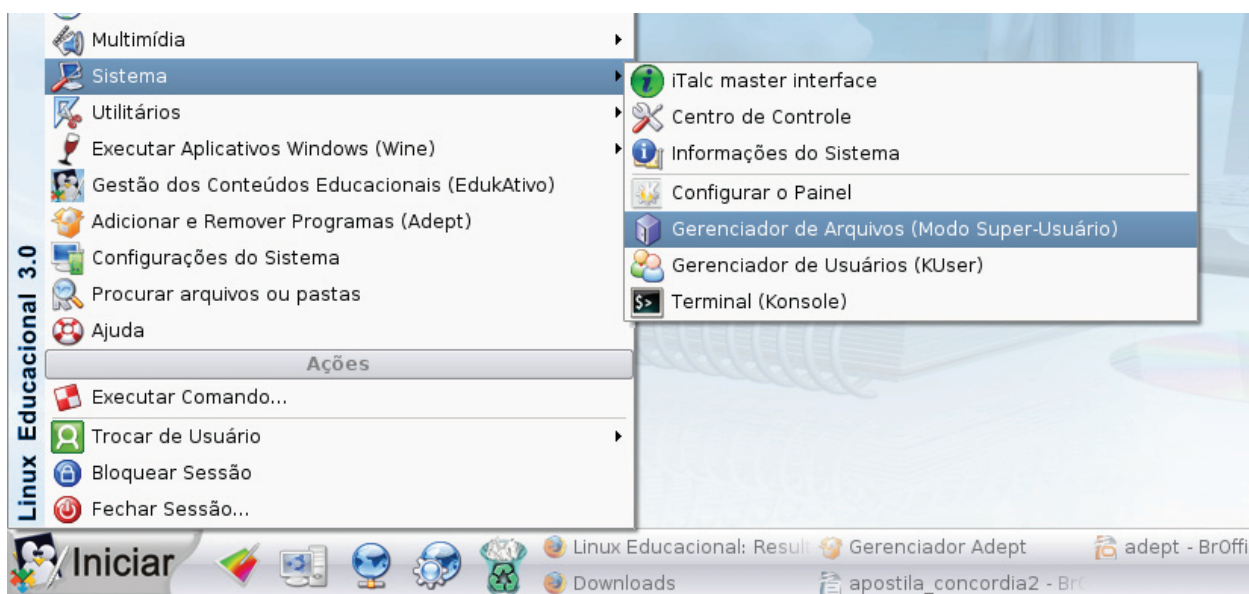 Multimídia
Sistema
Utilitários
Executar Aplicativos Windows (Wine)
Gestão dos Conteúdos Educacionais (EdukAtivo)
Adicionar e Remover Programas (Adept)
Configurações do Sistema
Procurar arquivos ou pastas
Ajuda
Ações
Executar Comando...
Trocar de Usuário
Bloquear Sessão
Fechar Sessão...
Linux Educacional 3.0
iTalc master interface
Centro de Controle
Informações do Sistema
Configurar o Painel
Gerenciador de Arquivos (Modo Super-Usuário)
Gerenciador de Usuários (KUser)
$>
Terminal (Konsole)
Iniciar
Linux Educacional: Result
Gerenciador Adept
adept - BrOffi
Downloads
apostila_concordia2 - Br